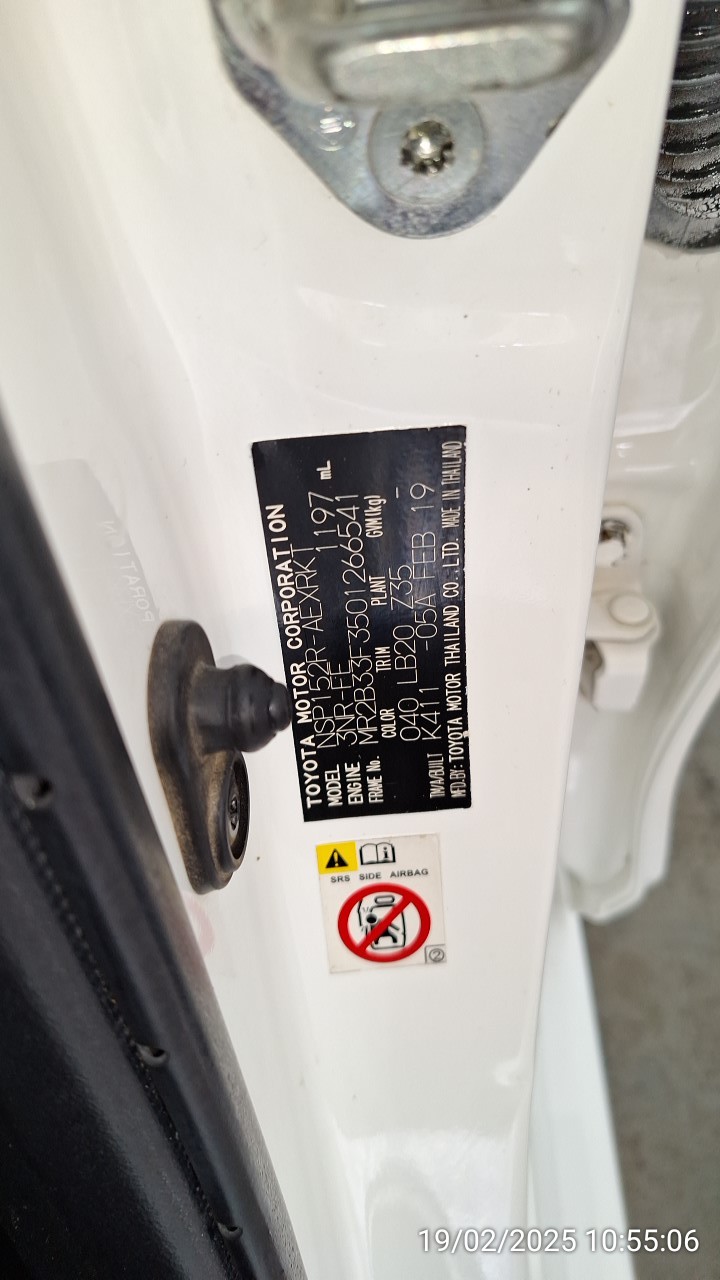 TOYOTA MOTOR CORPORATION
MODEL NSP152R-AEXRKT
ENGINE 3NR-FE 1197 mL
FRAME No. MR2B33F3501266541
COLOR TRIM PLANT GVM(kg)
040 LB20 Z35 -
TMA/BUILT K411 -05A FEB 19
MFD.BY: TOYOTA MOTOR THAILAND CO.,LTD. MADE IN THAILAND
SRS SIDE AIRBAG
2
19/02/2025 10:55:06